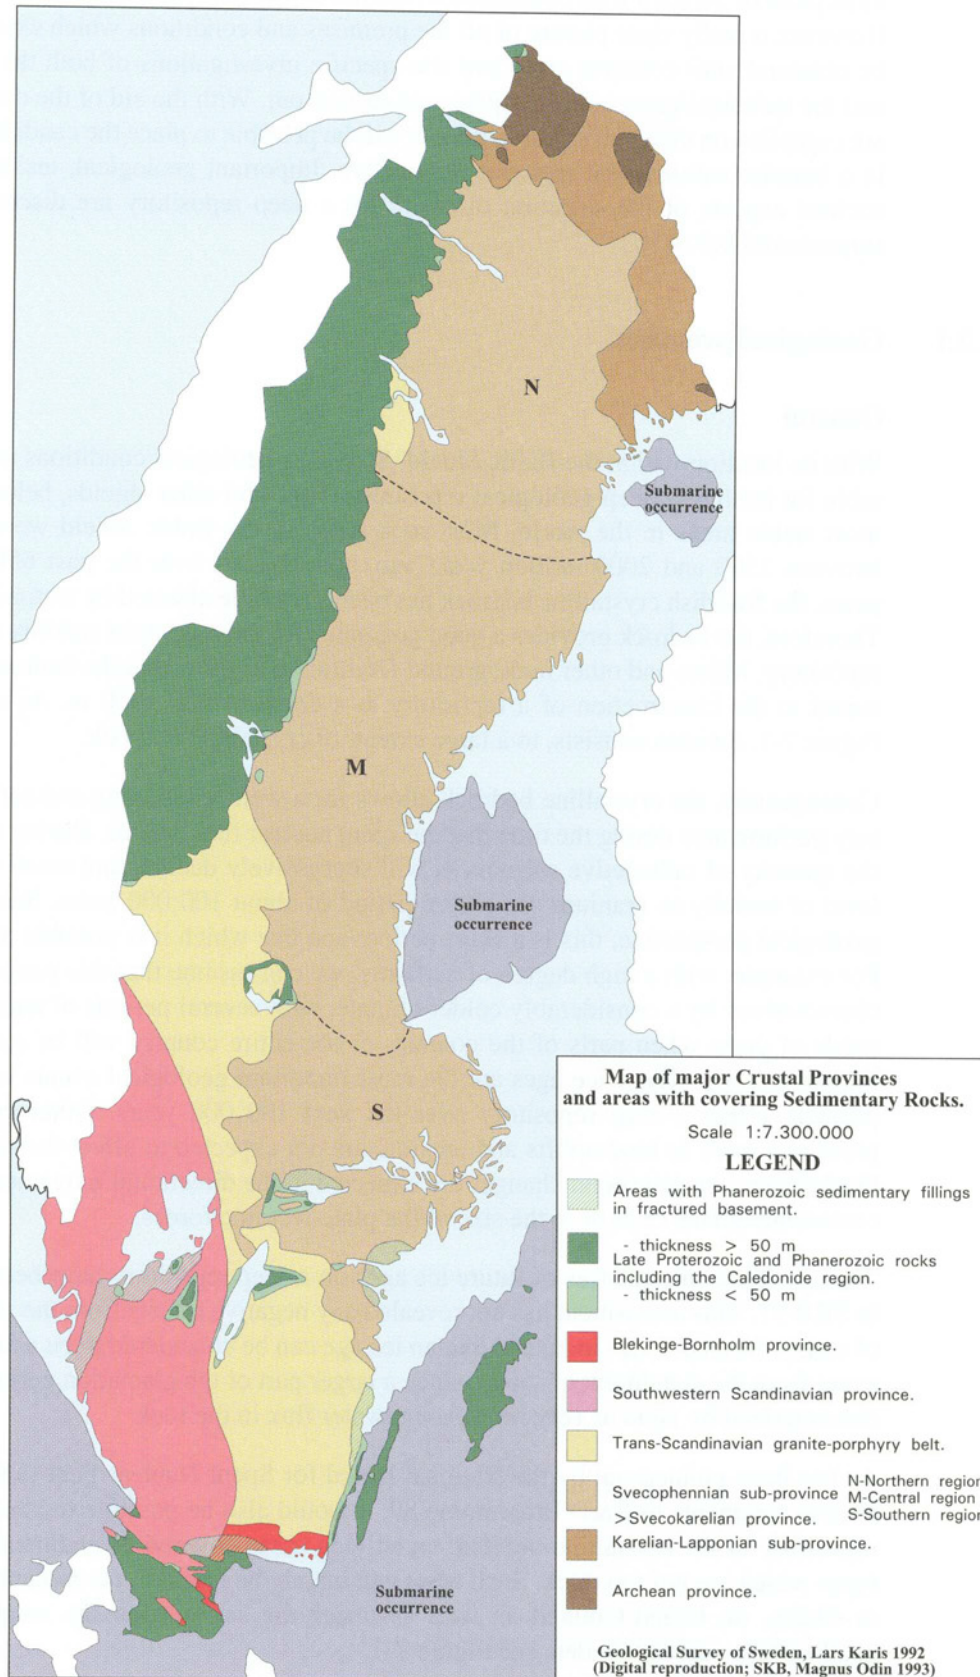 N
Submarine
occurrence
M
Submarine
occurrence
S
Submarine
occurrence
Map of major Crustal Provinces
and areas with covering Sedimentary Rocks.
Scale 1:7.300.000
LEGEND
Areas with Phanerozoic sedimentary fillings
in fractured basement.
- thickness > 50 m
Late Proterozoic and Phanerozoic rocks
including the Caledonide region.
- thickness < 50 m
Blekinge-Bornholm province.
Southwestern Scandinavian province.
Trans-Scandinavian granite-porphyry belt.
Svecophennian sub-province
N-Northern region
M-Central region
S-Southern region
>Svecokarelian province.
Karelian-Lapponian sub-province.
Archean province.
Geological Survey of Sweden, Lars Karis 1992
(Digital reproduction; SKB, Magnus Odin 1993)